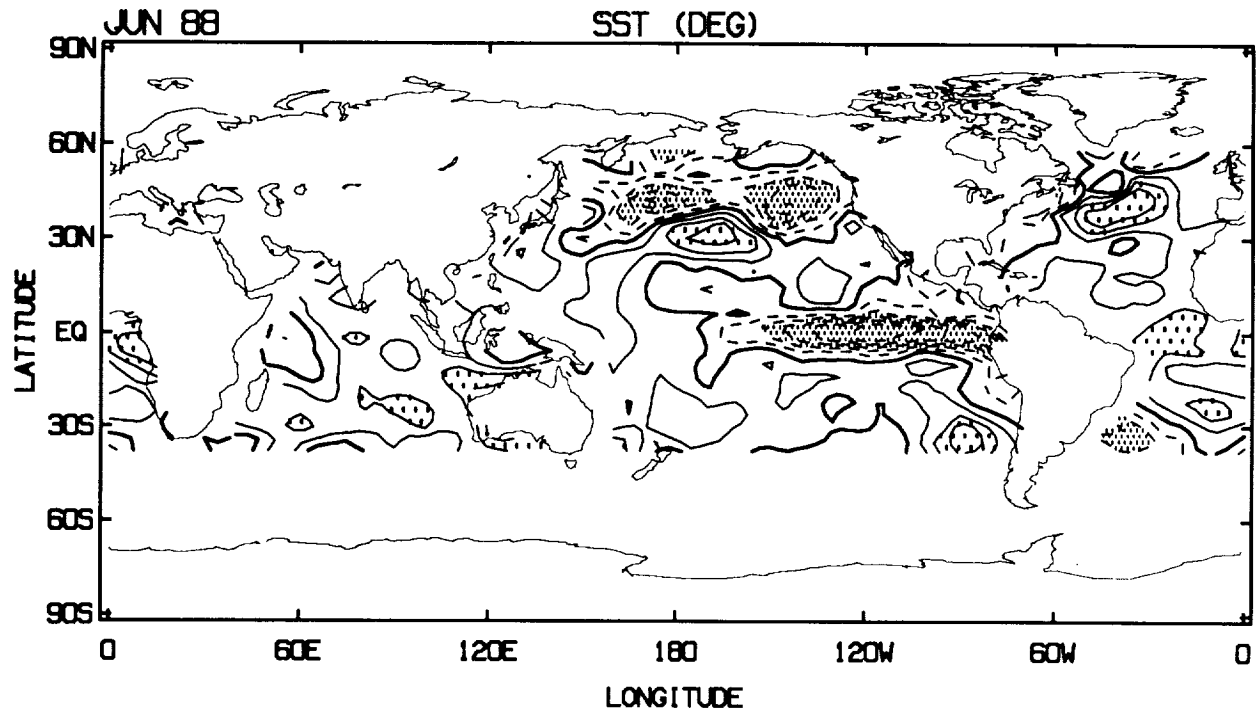 JUN 88 SST (DEG)
90N
60N
30N
EQ
30S
60S
90S
LATITUDE
0 60E 120E 180 120W 60W 0
LONGITUDE